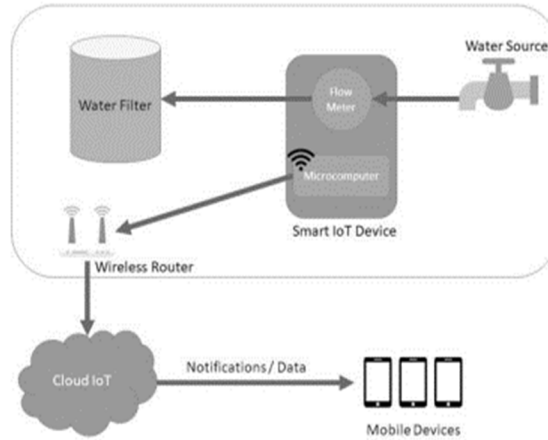 Water Source
Flow
Meter
Water Filter
Microcomputer
Smart IoT Device
Wireless Router
Cloud IoT
Notifications / Data
Mobile Devices